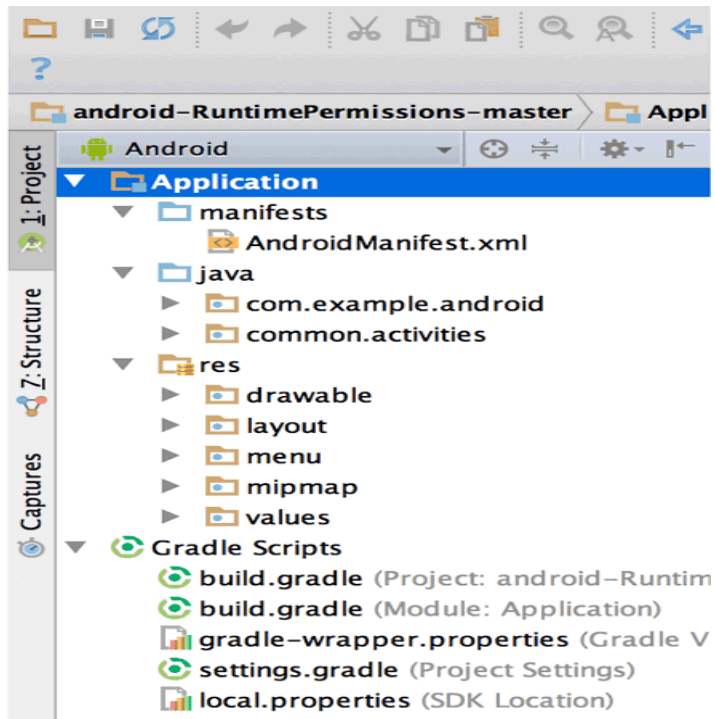 ?
android-RuntimePermissions-master Appl
Android
Application
manifests
AndroidManifest.xml
java
com.example.android
common.activities
res
drawable
layout
menu
mipmap
values
Gradle Scripts
build.gradle (Project: android-Runtim
build.gradle (Module: Application)
gradle-wrapper.properties (Gradle V
settings.gradle (Project Settings)
local.properties (SDK Location)
1: Project
7: Structure
Captures